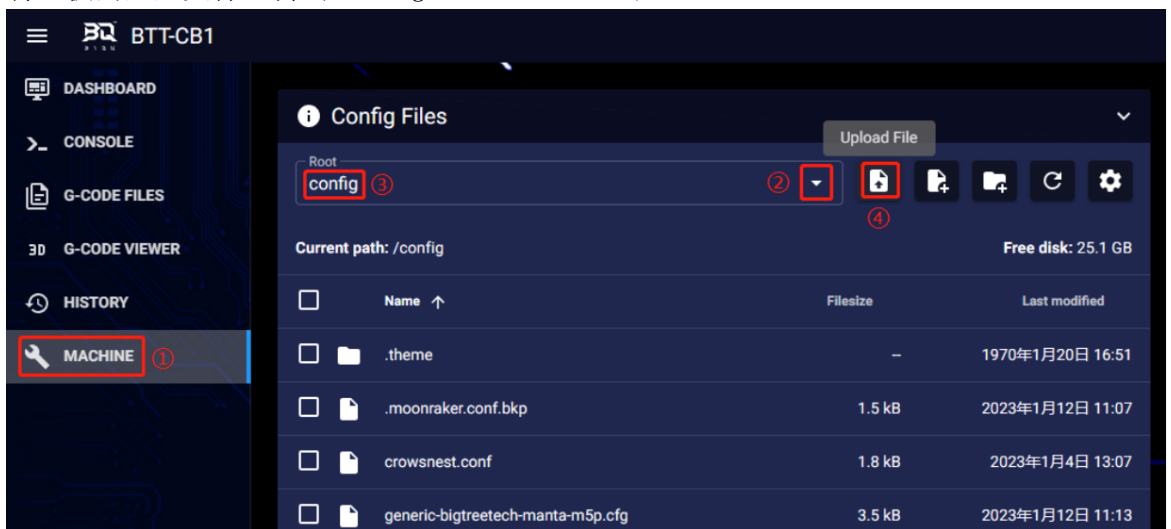 BQ BTT-CB1
DASHBOARD
CONSOLE
G-CODE FILES
3D G-CODE VIEWER
HISTORY
MACHINE ①
Config Files
Upload File
Root
config ③
②
④
Current path: /config
Free disk: 25.1 GB
Name ↑ Filesize Last modified
.theme -- 1970年1月20日 16:51
.moonraker.conf.bkp 1.5 kB 2023年1月12日 11:07
crowsnest.conf 1.8 kB 2023年1月4日 13:07
generic-bigtreetech-manta-m5p.cfg 3.5 kB 2023年1月12日 11:13